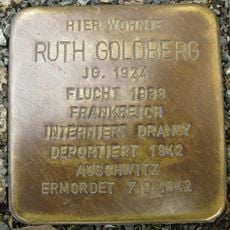 HIER WOHNTE
RUTH GOLDBERG
JG. 1924
FLUCHT 1938
FRANKREICH
INTERNIERT DRANCY
DEPORTIERT 1942
AUSCHWITZ
ERMORDET 7.9.1942